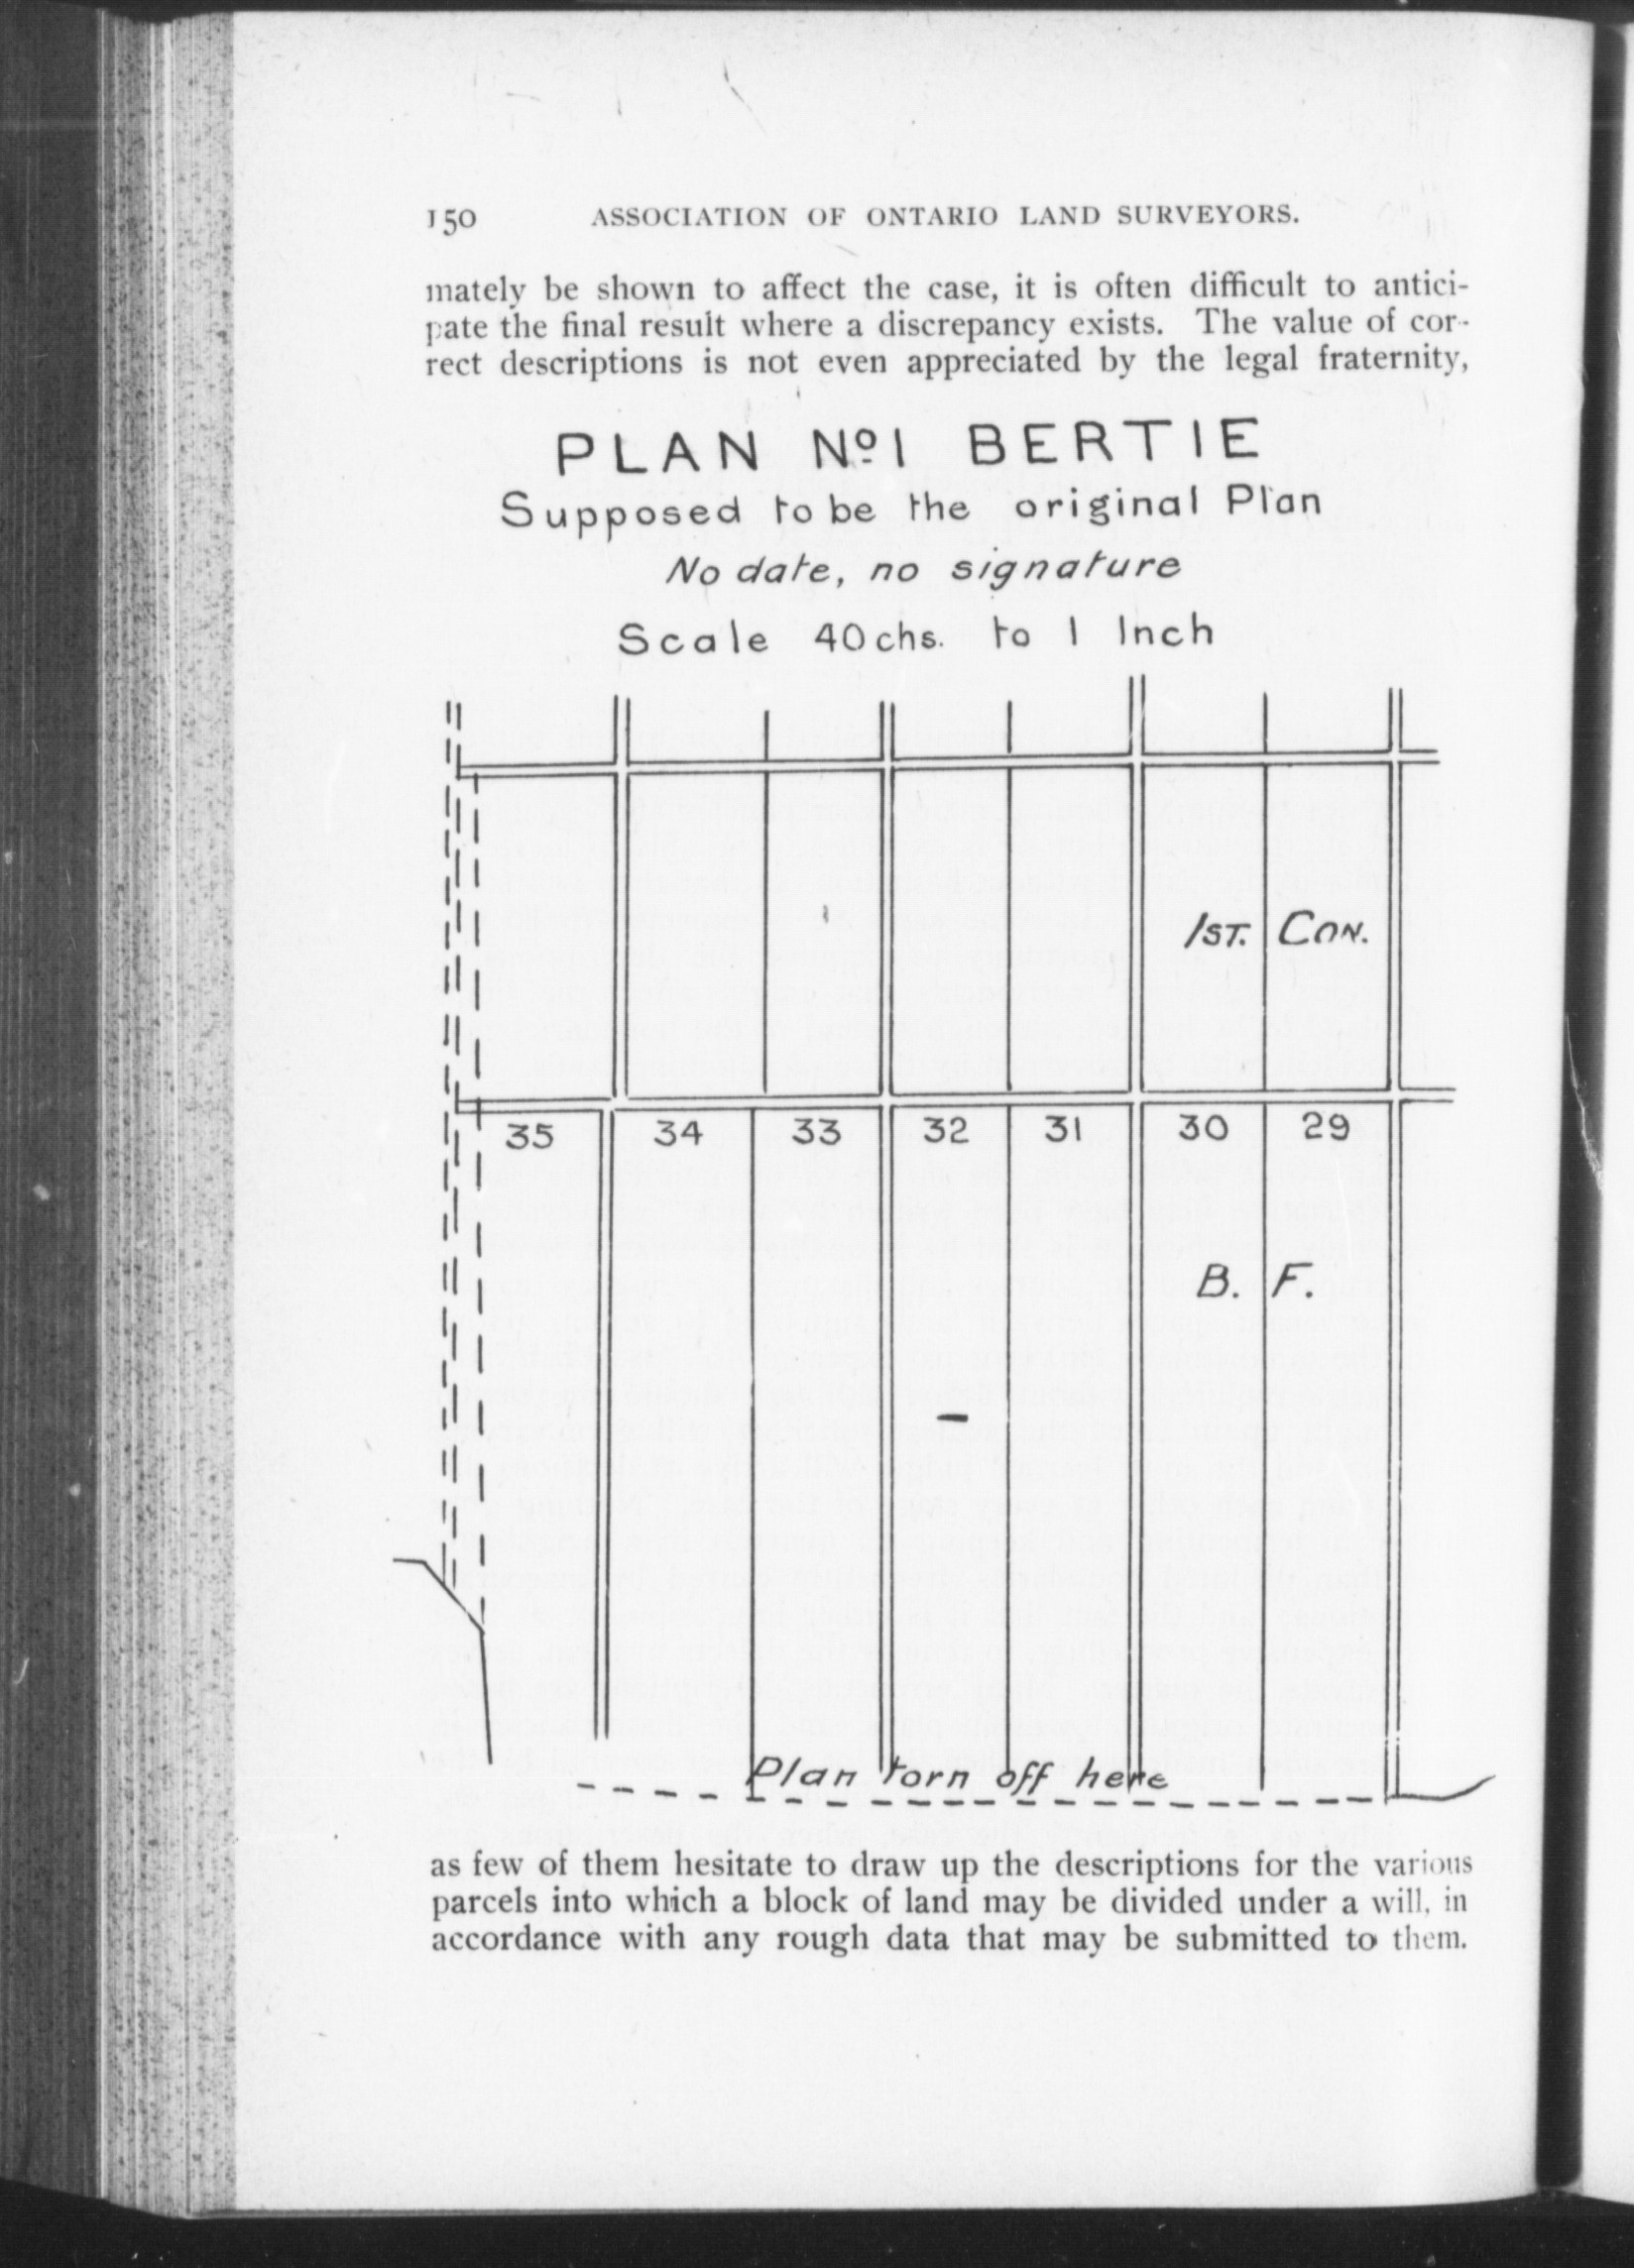 150 ASSOCIATION OF ONTARIO LAND SURVEYORS.
mately be shown to affect the case, it is often difficult to antici-
pate the final result where a discrepancy exists. The value of cor-
rect descriptions is not even appreciated by the legal fraternity,
PLAN Nº1 BERTIE
Supposed to be the original Plan
No date, no signature
Scale 40chs. to 1 Inch
1ST. CON.
35 34 33 32 31 30 29
B. F.
Plan torn off here
as few of them hesitate to draw up the descriptions for the various
parcels into which a block of land may be divided under a will, in
accordance with any rough data that may be submitted to them.